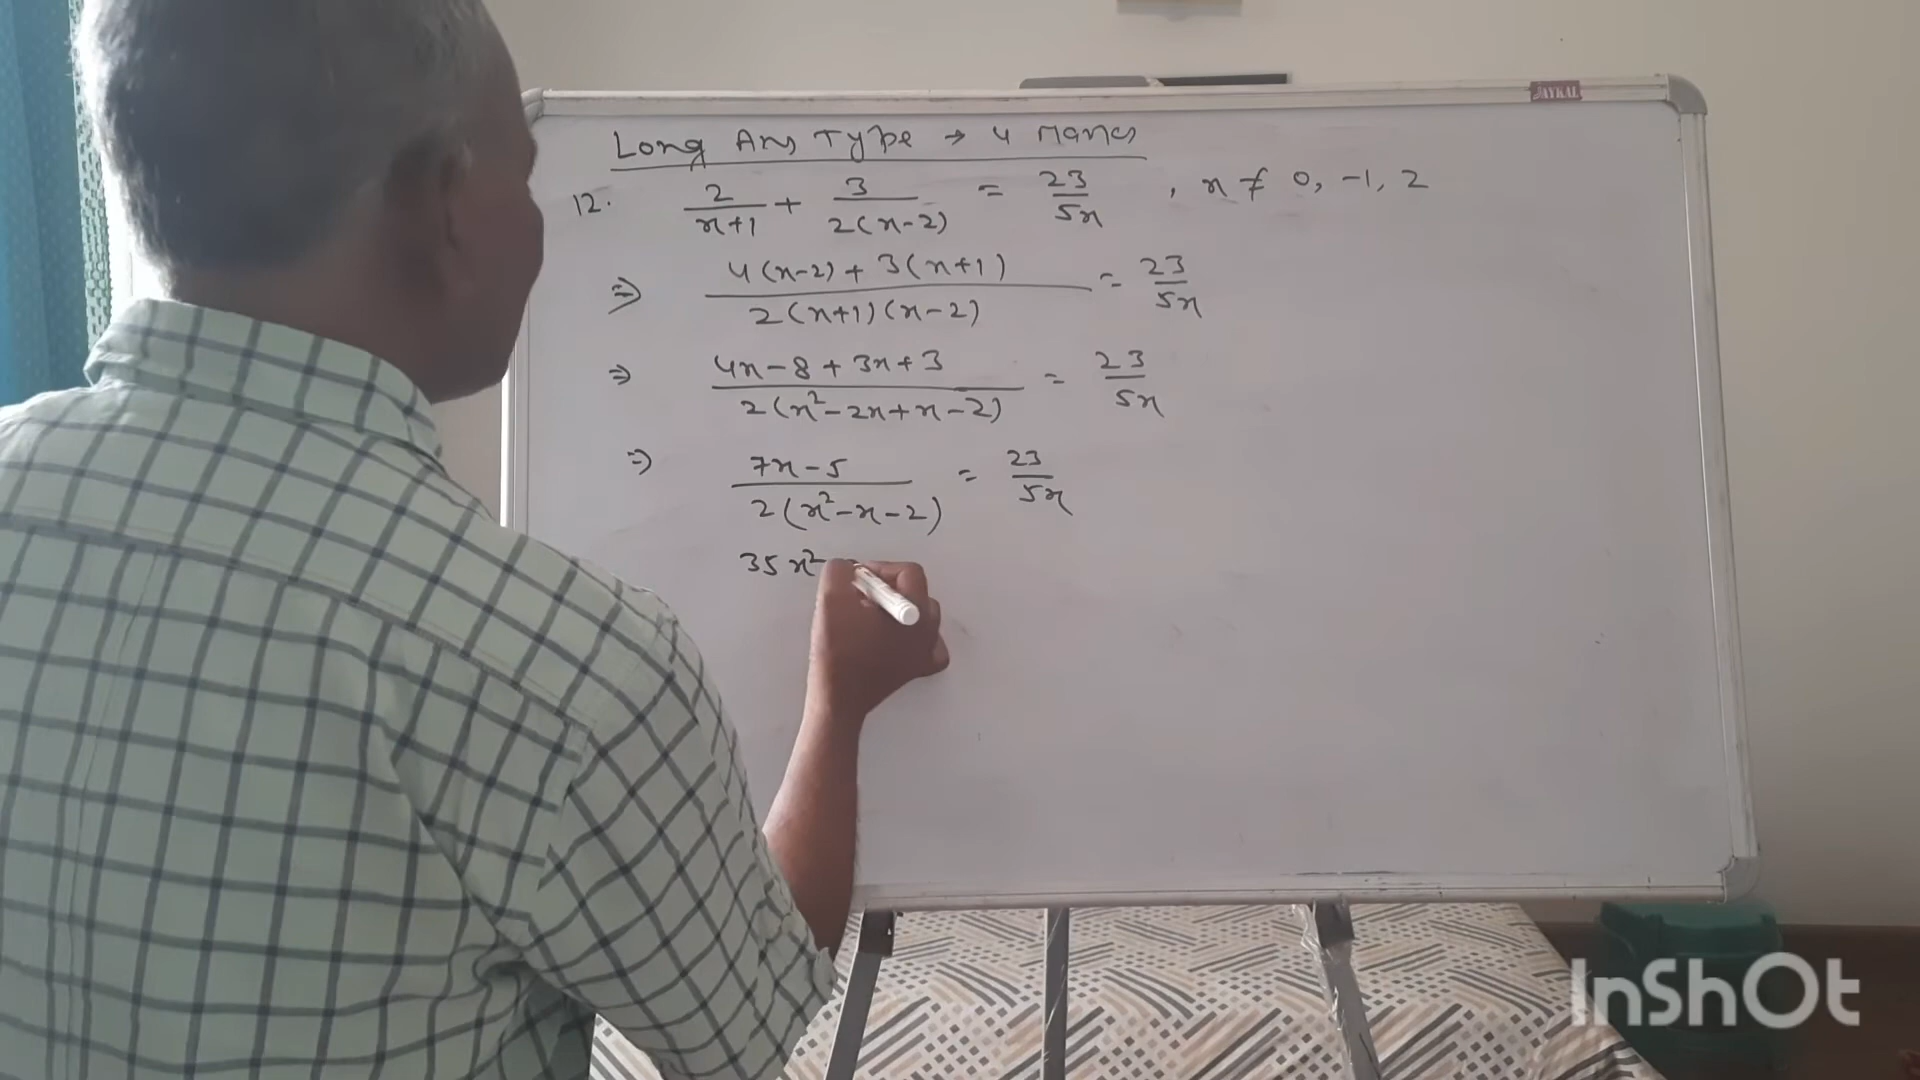 JAYKAL
Long Ans Type → 4 Marks
12. 2/(x+1) + 3/(2(x-2)) = 23/5x , x ≠ 0, -1, 2
⇒ (4(x-2) + 3(x+1))/(2(x+1)(x-2)) = 23/5x
⇒ (4x-8+3x+3)/(2(x²-2x+x-2)) = 23/5x
⇒ (7x-5)/(2(x²-x-2)) = 23/5x
35x²
InShOt